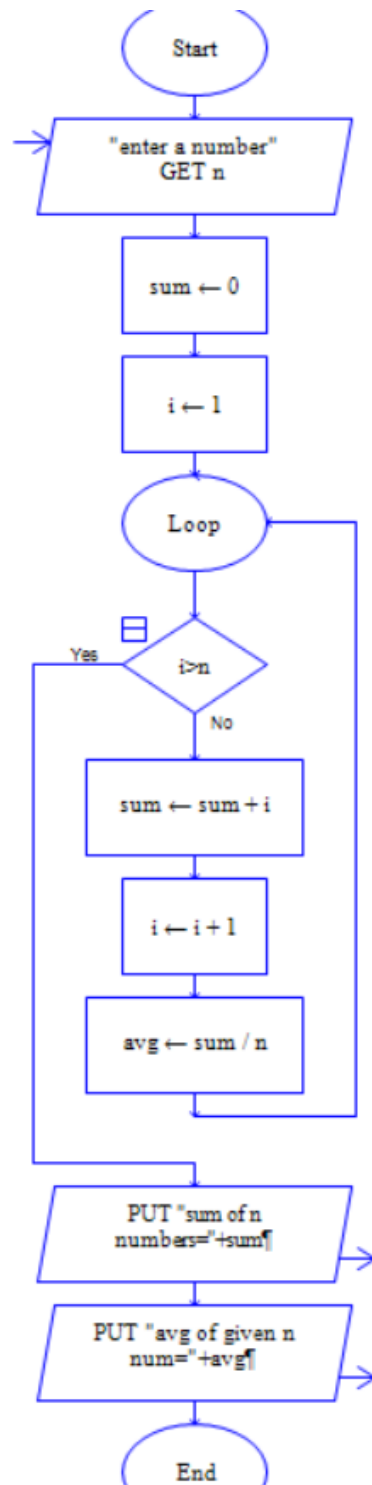 Start
"enter a number"
GET n
sum ← 0
i ← 1
Loop
Yes
i>n
No
sum ← sum + i
i ← i + 1
avg ← sum / n
PUT "sum of n
numbers="+sum¶
PUT "avg of given n
num="+avg¶
End